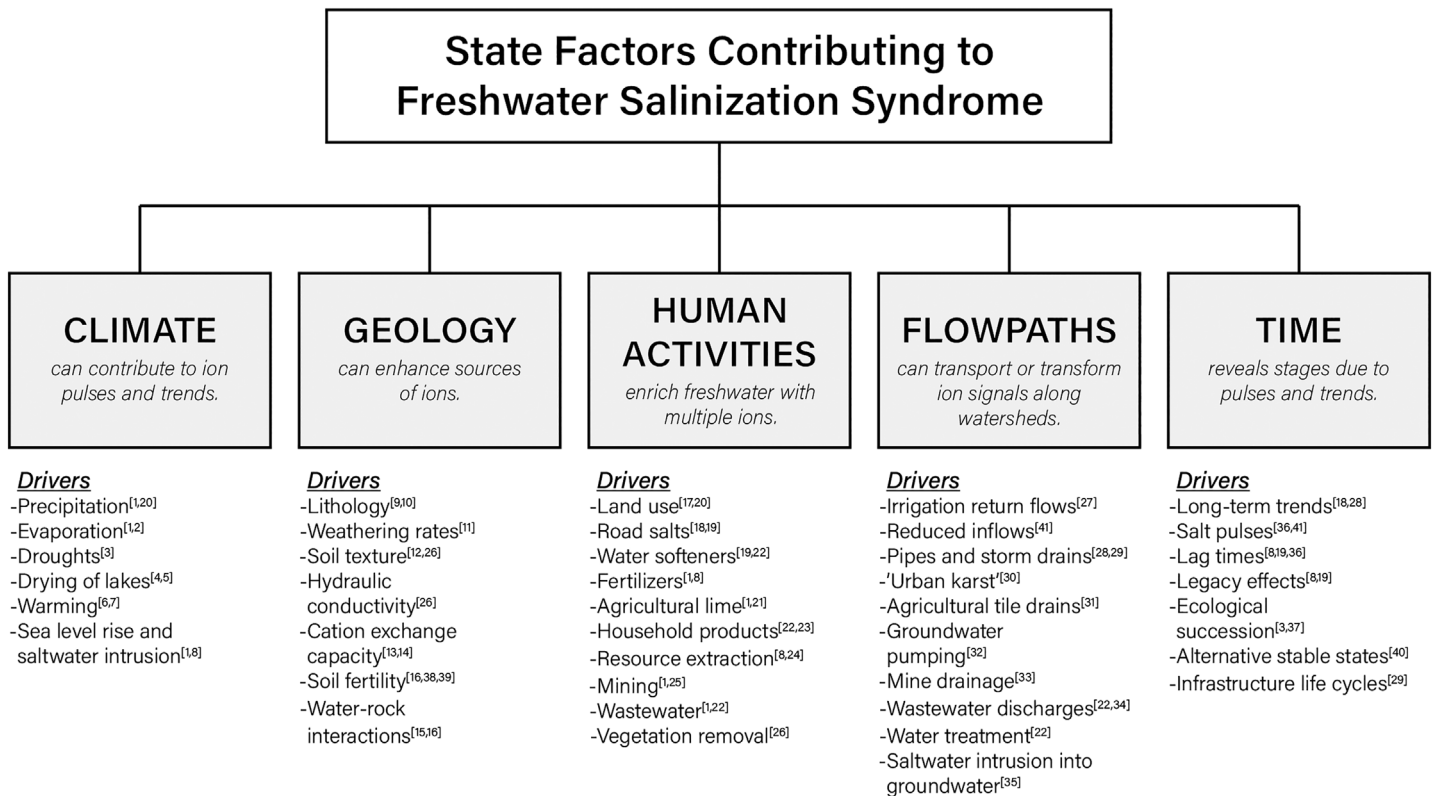 State Factors Contributing to
Freshwater Salinization Syndrome
CLIMATE
can contribute to ion
pulses and trends.
Drivers
-Precipitation[1,20]
-Evaporation[1,2]
-Droughts[3]
-Drying of lakes[4,5]
-Warming[6,7]
-Sea level rise and
saltwater intrusion[1,8]
GEOLOGY
can enhance sources
of ions.
Drivers
-Lithology[9,10]
-Weathering rates[11]
-Soil texture[12,26]
-Hydraulic
conductivity[26]
-Cation exchange
capacity[13,14]
-Soil fertility[16,38,39]
-Water-rock
interactions[15,16]
HUMAN
ACTIVITIES
enrich freshwater with
multiple ions.
Drivers
-Land use[17,20]
-Road salts[18,19]
-Water softeners[19,22]
-Fertilizers[1,8]
-Agricultural lime[1,21]
-Household products[22,23]
-Resource extraction[8,24]
-Mining[1,25]
-Wastewater[1,22]
-Vegetation removal[26]
FLOWPATHS
can transport or transform
ion signals along
watersheds.
Drivers
-Irrigation return flows[27]
-Reduced inflows[41]
-Pipes and storm drains[28,29]
-'Urban karst'[30]
-Agricultural tile drains[31]
-Groundwater
pumping[32]
-Mine drainage[33]
-Wastewater discharges[22,34]
-Water treatment[22]
-Saltwater intrusion into
groundwater[35]
TIME
reveals stages due to
pulses and trends.
Drivers
-Long-term trends[18,28]
-Salt pulses[36,41]
-Lag times[8,19,36]
-Legacy effects[8,19]
-Ecological
succession[3,37]
-Alternative stable states[40]
-Infrastructure life cycles[29]